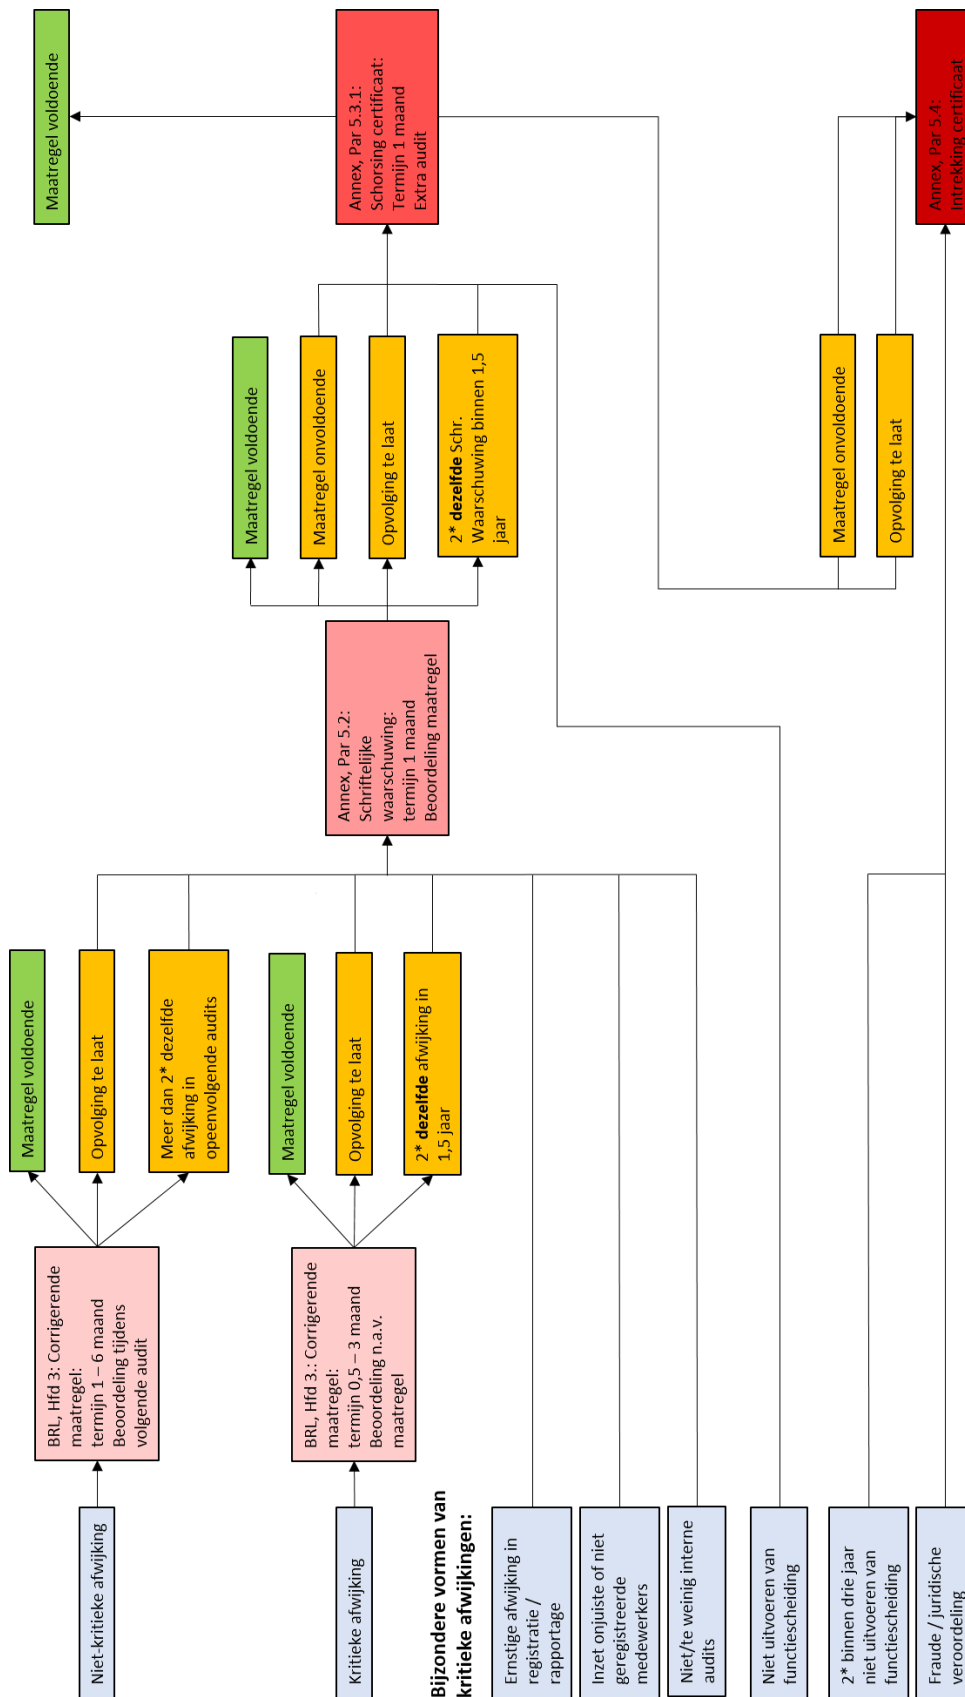 Niet-kritieke afwijking
BRL, Hfd 3: Corrigerende
maatregel:
termijn 1 – 6 maand
Beoordeling tijdens
volgende audit
Maatregel voldoende
Opvolging te laat
Meer dan 2* dezelfde
afwijking in
opeenvolgende audits
Kritieke afwijking
BRL, Hfd 3.: Corrigerende
maatregel:
termijn 0,5 – 3 maand
Beoordeling n.a.v.
maatregel
Maatregel voldoende
Opvolging te laat
2* dezelfde afwijking in
1,5 jaar
Bijzondere vormen van
kritieke afwijkingen:
Ernstige afwijking in
registratie /
rapportage
Inzet onjuiste of niet
geregistreerde
medewerkers
Niet/te weinig interne
audits
Niet uitvoeren van
functiescheiding
2* binnen drie jaar
niet uitvoeren van
functiescheiding
Fraude / juridische
veroordeling
Annex, Par 5.2:
Schriftelijke
waarschuwing:
termijn 1 maand
Beoordeling maatregel
Maatregel voldoende
Maatregel onvoldoende
Opvolging te laat
2* dezelfde Schr.
Waarschuwing binnen 1,5
jaar
Annex, Par 5.3.1:
Schorsing certificaat:
Termijn 1 maand
Extra audit
Maatregel voldoende
Maatregel onvoldoende
Opvolging te laat
Annex, Par 5.4:
Intrekking certificaat